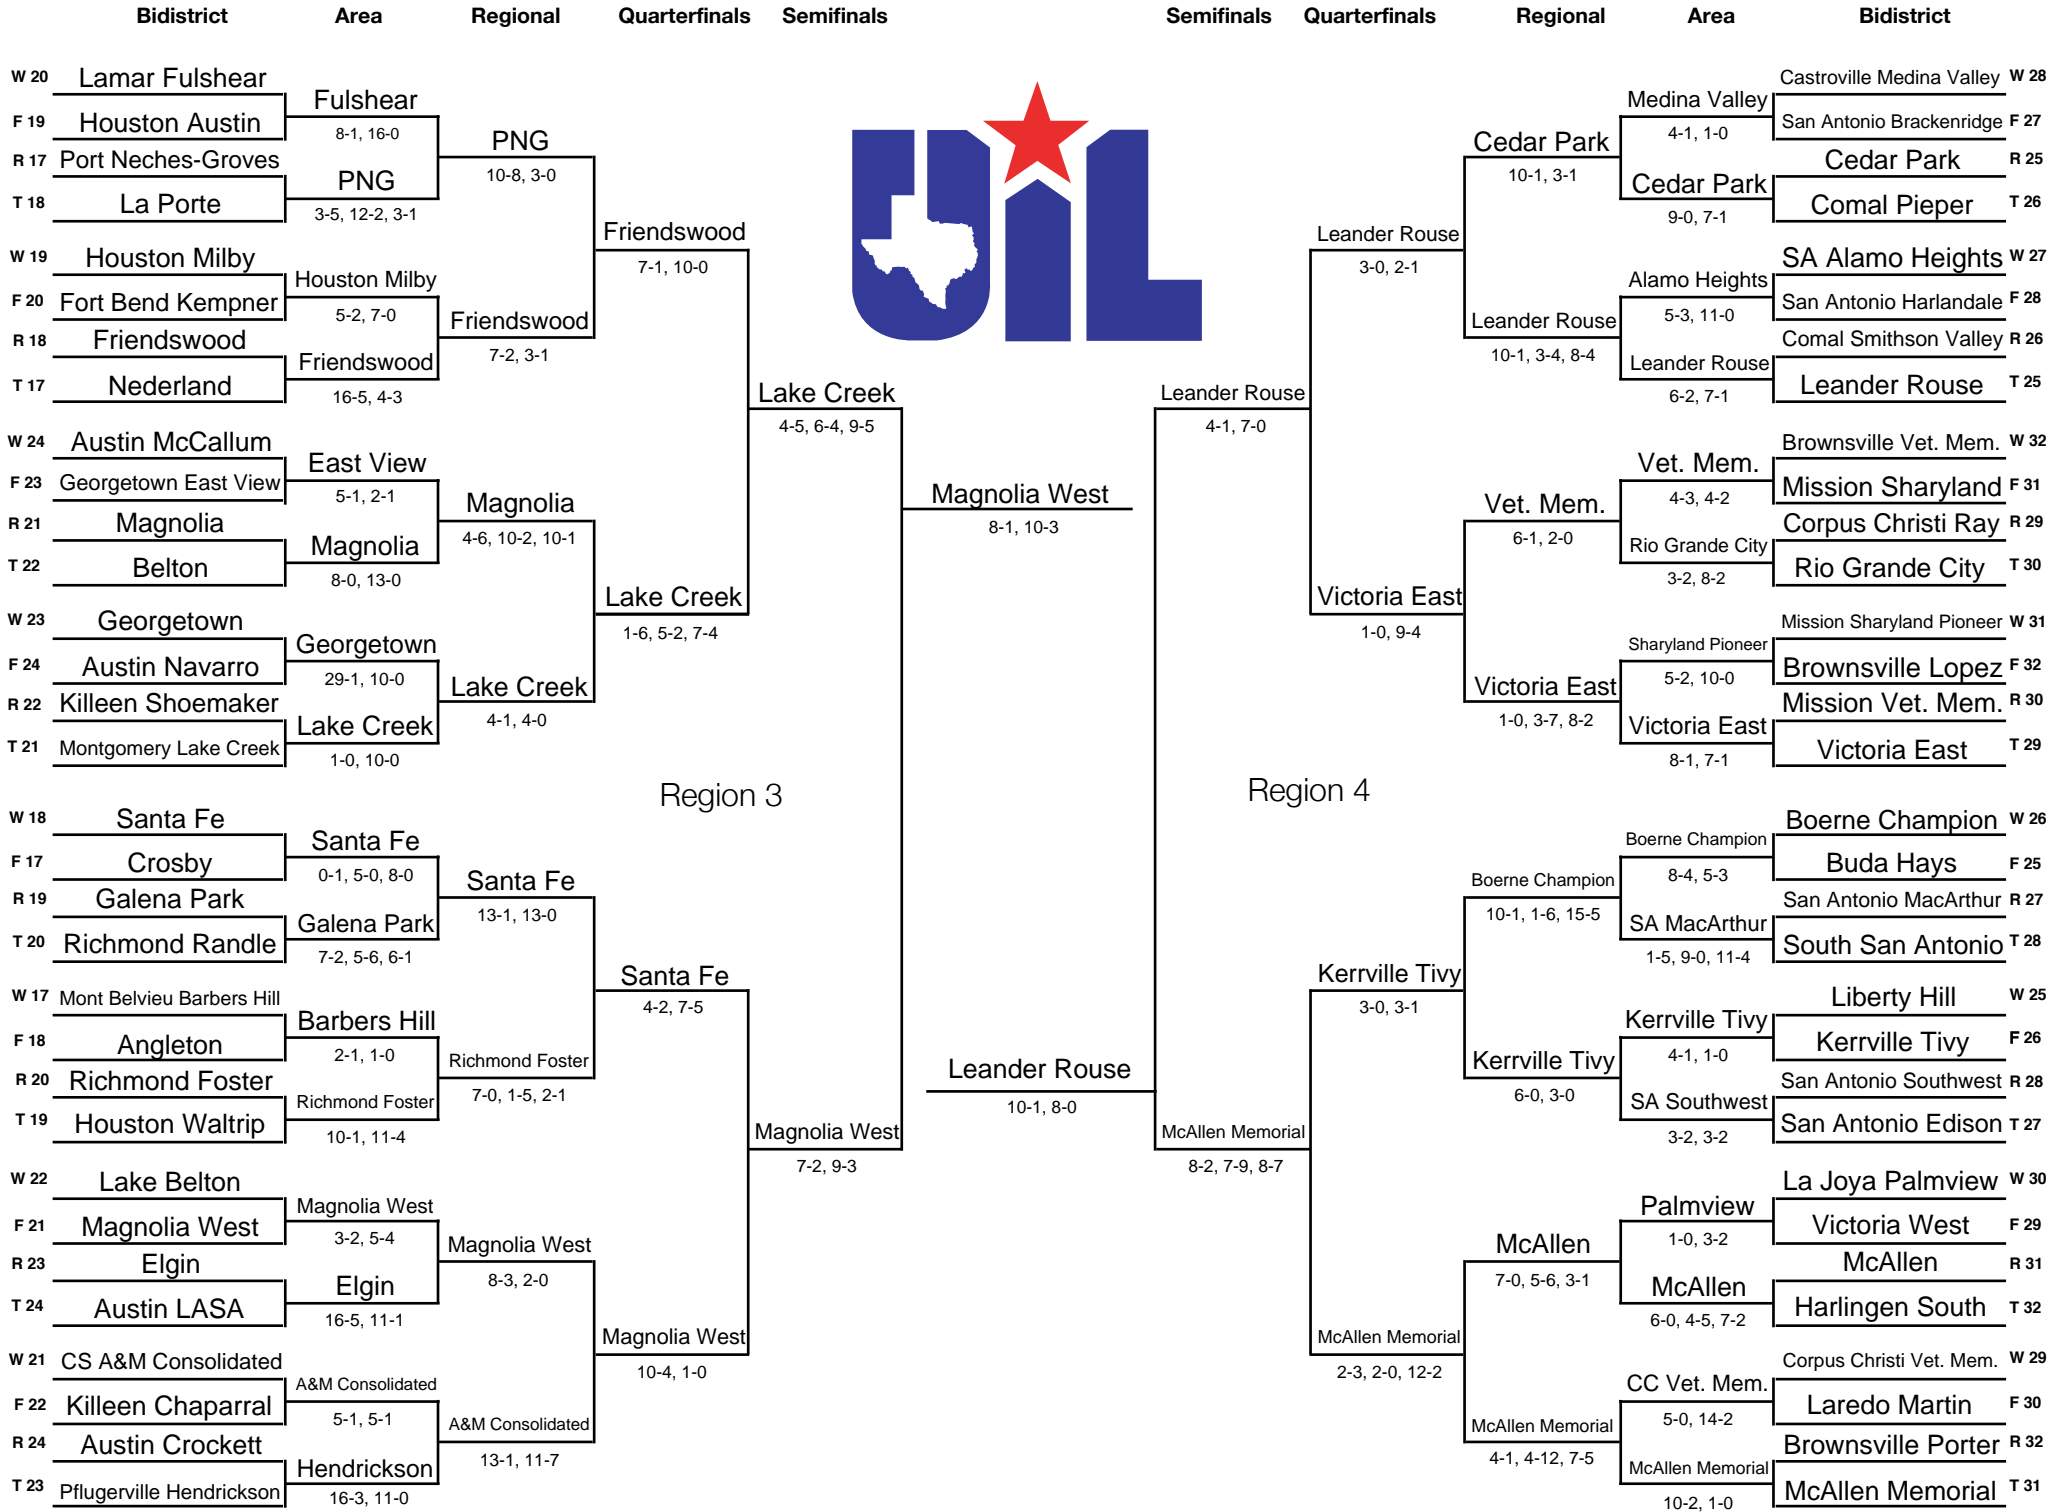 Bidistrict Area Regional Quarterfinals Semifinals Semifinals Quarterfinals Regional Area Bidistrict
W 20 Lamar Fulshear
F 19 Houston Austin
R 17 Port Neches-Groves
T 18 La Porte
W 19 Houston Milby
F 20 Fort Bend Kempner
R 18 Friendswood
T 17 Nederland
W 24 Austin McCallum
F 23 Georgetown East View
R 21 Magnolia
T 22 Belton
W 23 Georgetown
F 24 Austin Navarro
R 22 Killeen Shoemaker
T 21 Montgomery Lake Creek
W 18 Santa Fe
F 17 Crosby
R 19 Galena Park
T 20 Richmond Randle
W 17 Mont Belvieu Barbers Hill
F 18 Angleton
R 20 Richmond Foster
T 19 Houston Waltrip
W 22 Lake Belton
F 21 Magnolia West
R 23 Elgin
T 24 Austin LASA
W 21 CS A&M Consolidated
F 22 Killeen Chaparral
R 24 Austin Crockett
T 23 Pflugerville Hendrickson
Fulshear
8-1, 16-0
PNG
3-5, 12-2, 3-1
Houston Milby
5-2, 7-0
Friendswood
16-5, 4-3
East View
5-1, 2-1
Magnolia
8-0, 13-0
Georgetown
29-1, 10-0
Lake Creek
1-0, 10-0
Santa Fe
0-1, 5-0, 8-0
Galena Park
7-2, 5-6, 6-1
Barbers Hill
2-1, 1-0
Richmond Foster
10-1, 11-4
Magnolia West
3-2, 5-4
Elgin
16-5, 11-1
A&M Consolidated
5-1, 5-1
Hendrickson
16-3, 11-0
PNG
10-8, 3-0
Friendswood
7-2, 3-1
Magnolia
4-6, 10-2, 10-1
Lake Creek
4-1, 4-0
Santa Fe
13-1, 13-0
Richmond Foster
7-0, 1-5, 2-1
Magnolia West
8-3, 2-0
A&M Consolidated
13-1, 11-7
Friendswood
7-1, 10-0
Lake Creek
1-6, 5-2, 7-4
Santa Fe
4-2, 7-5
Magnolia West
10-4, 1-0
Lake Creek
4-5, 6-4, 9-5
Magnolia West
7-2, 9-3
Region 3
Magnolia West
8-1, 10-3
UIL
Leander Rouse
10-1, 8-0
Region 4
Leander Rouse
4-1, 7-0
McAllen Memorial
8-2, 7-9, 8-7
Leander Rouse
3-0, 2-1
Victoria East
1-0, 9-4
Kerrville Tivy
3-0, 3-1
McAllen Memorial
2-3, 2-0, 12-2
Cedar Park
10-1, 3-1
Leander Rouse
10-1, 3-4, 8-4
Vet. Mem.
6-1, 2-0
Victoria East
1-0, 3-7, 8-2
Boerne Champion
10-1, 1-6, 15-5
Kerrville Tivy
6-0, 3-0
McAllen
7-0, 5-6, 3-1
McAllen Memorial
4-1, 4-12, 7-5
Medina Valley
4-1, 1-0
Cedar Park
9-0, 7-1
Alamo Heights
5-3, 11-0
Leander Rouse
6-2, 7-1
Vet. Mem.
4-3, 4-2
Rio Grande City
3-2, 8-2
Sharyland Pioneer
5-2, 10-0
Victoria East
8-1, 7-1
Boerne Champion
8-4, 5-3
SA MacArthur
1-5, 9-0, 11-4
Kerrville Tivy
4-1, 1-0
SA Southwest
3-2, 3-2
Palmview
1-0, 3-2
McAllen
6-0, 4-5, 7-2
CC Vet. Mem.
5-0, 14-2
McAllen Memorial
10-2, 1-0
Castroville Medina Valley W 28
San Antonio Brackenridge F 27
Cedar Park R 25
Comal Pieper T 26
SA Alamo Heights W 27
San Antonio Harlandale F 28
Comal Smithson Valley R 26
Leander Rouse T 25
Brownsville Vet. Mem. W 32
Mission Sharyland F 31
Corpus Christi Ray R 29
Rio Grande City T 30
Mission Sharyland Pioneer W 31
Brownsville Lopez F 32
Mission Vet. Mem. R 30
Victoria East T 29
Boerne Champion W 26
Buda Hays F 25
San Antonio MacArthur R 27
South San Antonio T 28
Liberty Hill W 25
Kerrville Tivy F 26
San Antonio Southwest R 28
San Antonio Edison T 27
La Joya Palmview W 30
Victoria West F 29
McAllen R 31
Harlingen South T 32
Corpus Christi Vet. Mem. W 29
Laredo Martin F 30
Brownsville Porter R 32
McAllen Memorial T 31